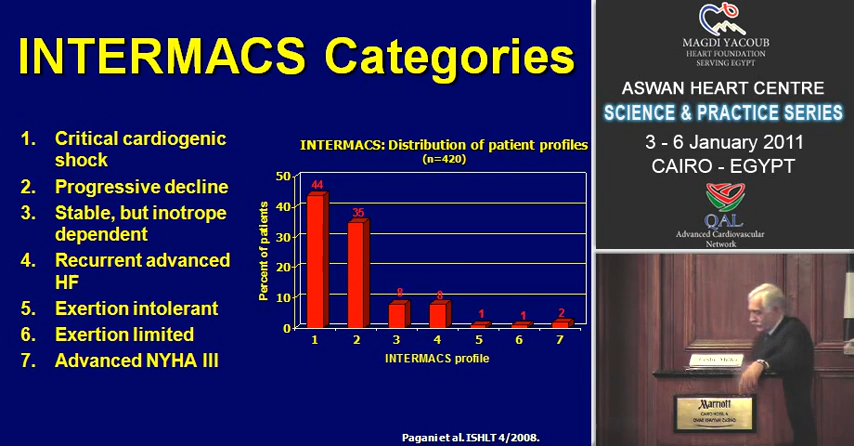 INTERMACS Categories
1. Critical cardiogenic
shock
2. Progressive decline
3. Stable, but inotrope
dependent
4. Recurrent advanced
HF
5. Exertion intolerant
6. Exertion limited
7. Advanced NYHA III
INTERMACS: Distribution of patient profiles
(n=420)
Percent of patients
50
40
30
20
10
0
44
35
8
8
1
1
2
1 2 3 4 5 6 7
INTERMACS profile
Pagani et al. ISHLT 4/2008.
MAGDI YACOUB
HEART FOUNDATION
SERVING EGYPT
ASWAN HEART CENTRE
SCIENCE & PRACTICE SERIES
3 - 6 January 2011
CAIRO - EGYPT
QAL
Advanced Cardiovascular
Network
Marriott